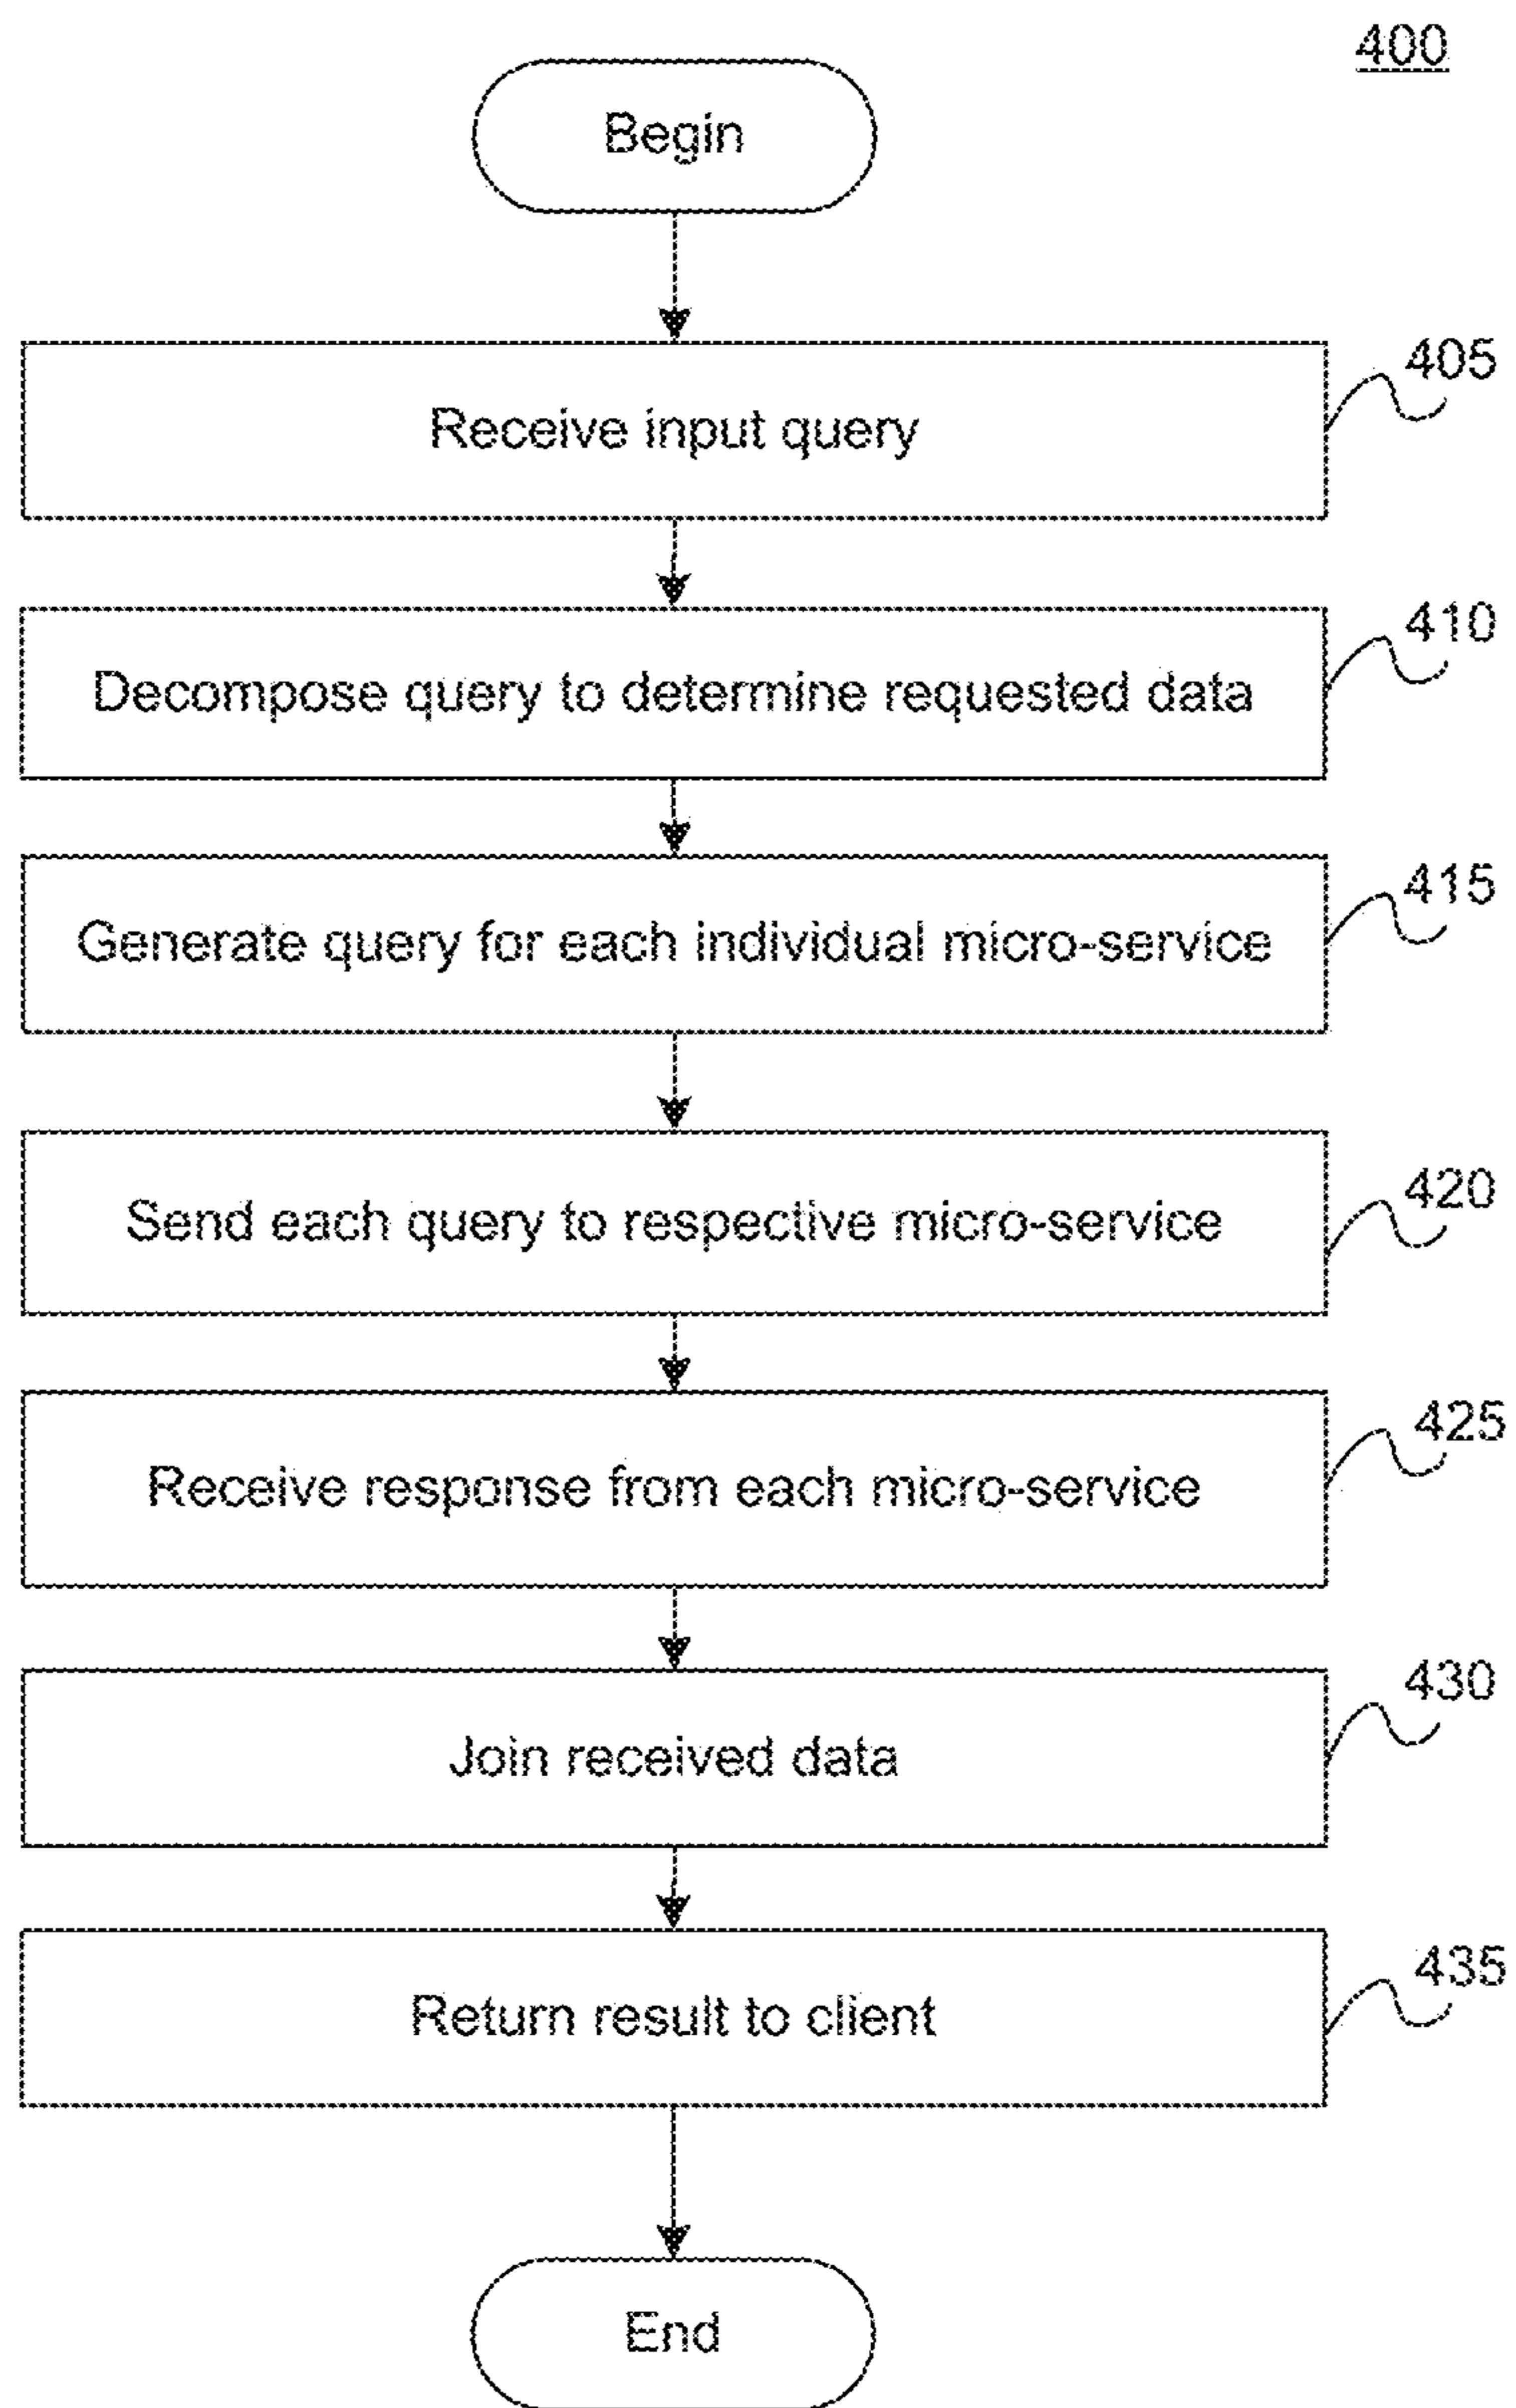 400
Begin
Receive input query
405
Decompose query to determine requested data
410
Generate query for each individual micro-service
415
Send each query to respective micro-service
420
Receive response from each micro-service
425
Join received data
430
Return result to client
435
End